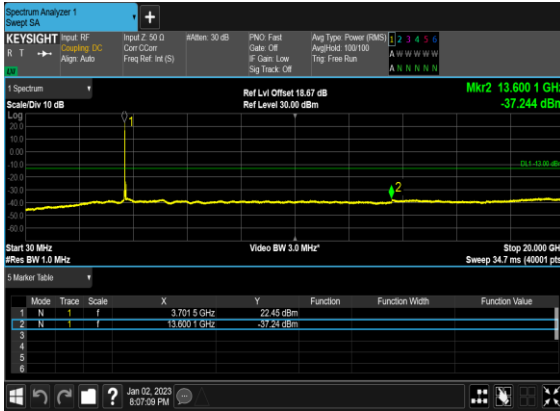 Spectrum Analyzer 1
Swept SA
+
KEYSIGHT Input: RF Input Z: 50 Ω #Atten: 30 dB PNO: Fast Avg Type: Power (RMS) 1 2 3 4 5 6
R T Coupling: DC Corr CCorr Gate: Off Avg|Hold: 100/100 A W W W W W
Align: Auto Freq Ref: Int (S) IF Gain: Low Trig: Free Run
Sig Track: Off A N N N N N
1 Spectrum Ref Lvl Offset 18.67 dB Mkr2 13.600 1 GHz
Scale/Div 10 dB Ref Level 30.00 dBm -37.244 dBm
Log
20.0
10.0
0.00
-10.0
-20.0
-30.0
-40.0
-50.0
-60.0
1
DL1 -13.00 dBm
2
Start 30 MHz Video BW 3.0 MHz* Stop 20.000 GHz
#Res BW 1.0 MHz Sweep 34.7 ms (40001 pts)
5 Marker Table
Mode Trace Scale X Y Function Function Width Function Value
1 N 1 f 3.701 5 GHz 22.45 dBm
2 N 1 f 13.600 1 GHz -37.24 dBm
3
4
5
6
? Jan 02, 2023
8:07:09 PM